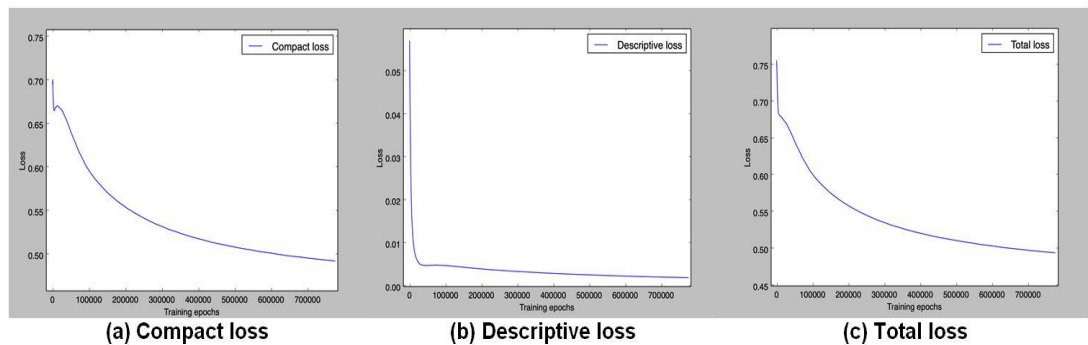 Compact loss
0.75
0.70
0.65
0.60
0.55
0.50
Loss
0 100000 200000 300000 400000 500000 600000 700000
Training epochs
(a) Compact loss
Descriptive loss
0.05
0.04
0.03
0.02
0.01
0.00
0 100000 200000 300000 400000 500000 600000 700000
Training epochs
(b) Descriptive loss
Total loss
0.75
0.70
0.65
0.60
0.55
0.50
0.45
Loss
0 100000 200000 300000 400000 500000 600000 700000
Training epochs
(c) Total loss